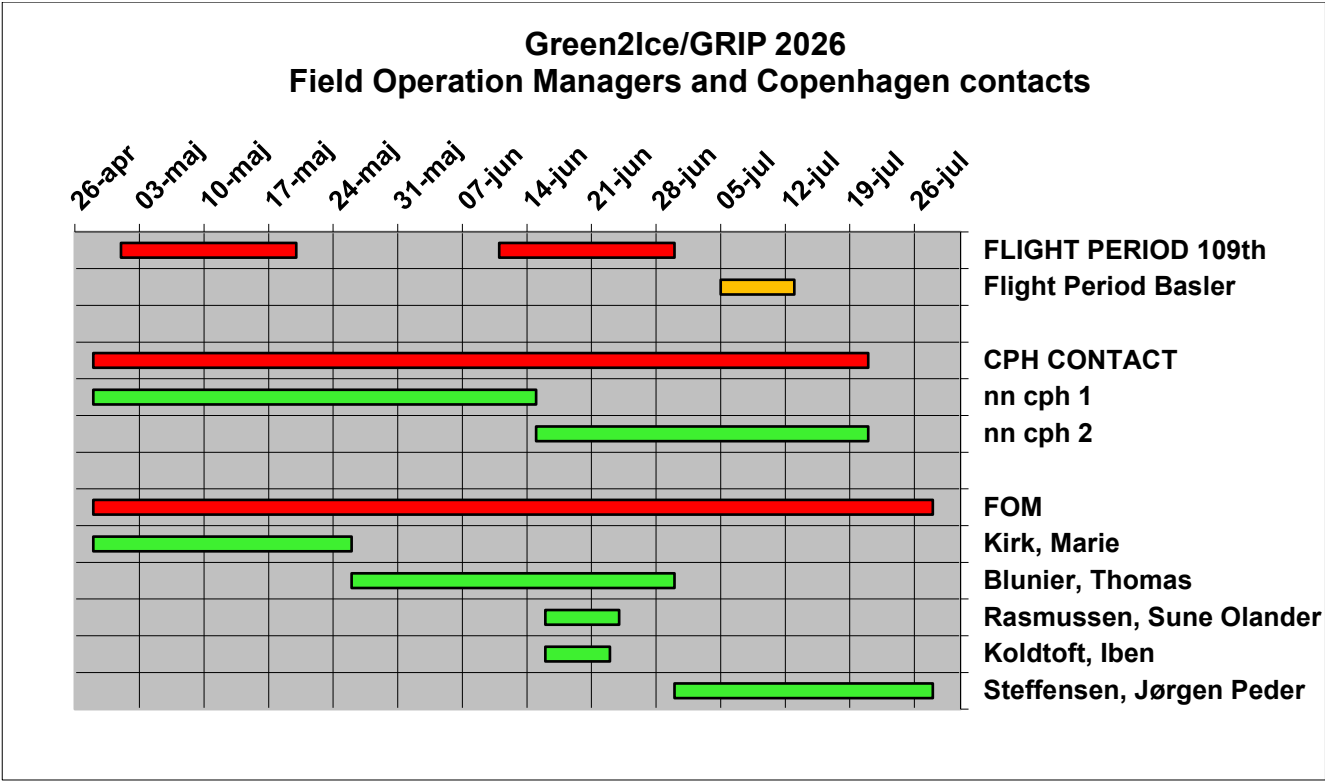 Green2Ice/GRIP 2026
Field Operation Managers and Copenhagen contacts
26-apr
03-maj
10-maj
17-maj
24-maj
31-maj
07-jun
14-jun
21-jun
28-jun
05-jul
12-jul
19-jul
26-jul
FLIGHT PERIOD 109th
Flight Period Basler
CPH CONTACT
nn cph 1
nn cph 2
FOM
Kirk, Marie
Blunier, Thomas
Rasmussen, Sune Olander
Koldtoft, Iben
Steffensen, Jørgen Peder